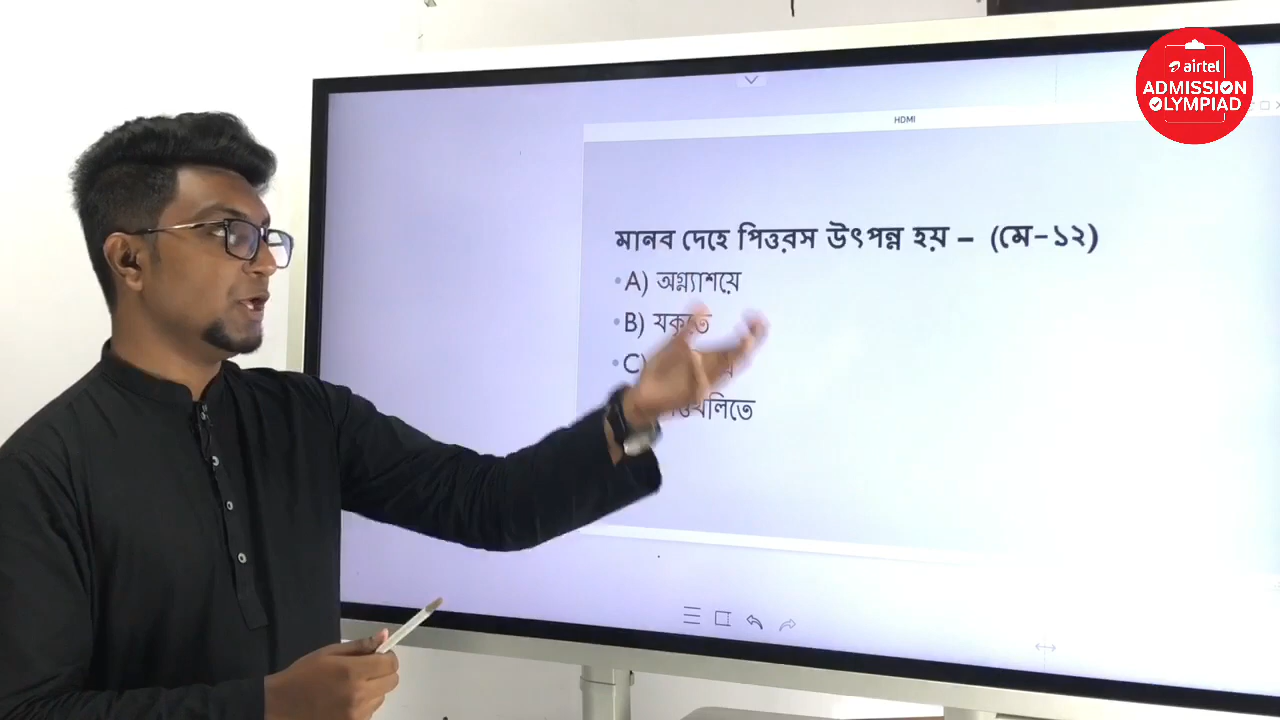 airtel
ADMISSION
OLYMPIAD
HDMI
মানব দেহে পিত্তরস উৎপন্ন হয় – (মে-১২)
A) অগ্ন্যাশয়ে
B) যকৃতে
C)